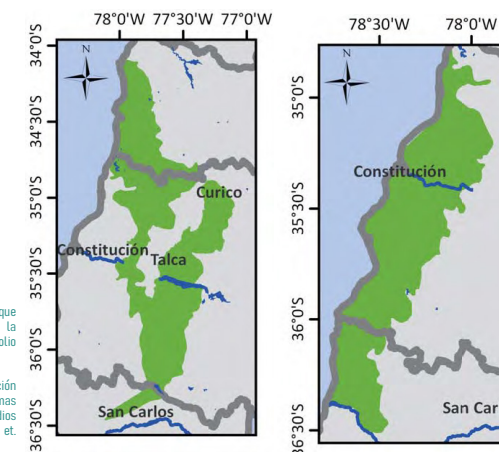 78°0'W 77°30'W 77°0'W
34°0'S
34°30'S
35°0'S
35°30'S
36°0'S
36°30'S
N
Curico
Constitución
Talca
San Carlos
78°30'W 78°0'W
35°0'S
35°30'S
36°0'S
36°30'S
N
Constitución
San Car
que
la
olio
ción
mas
dios
et.